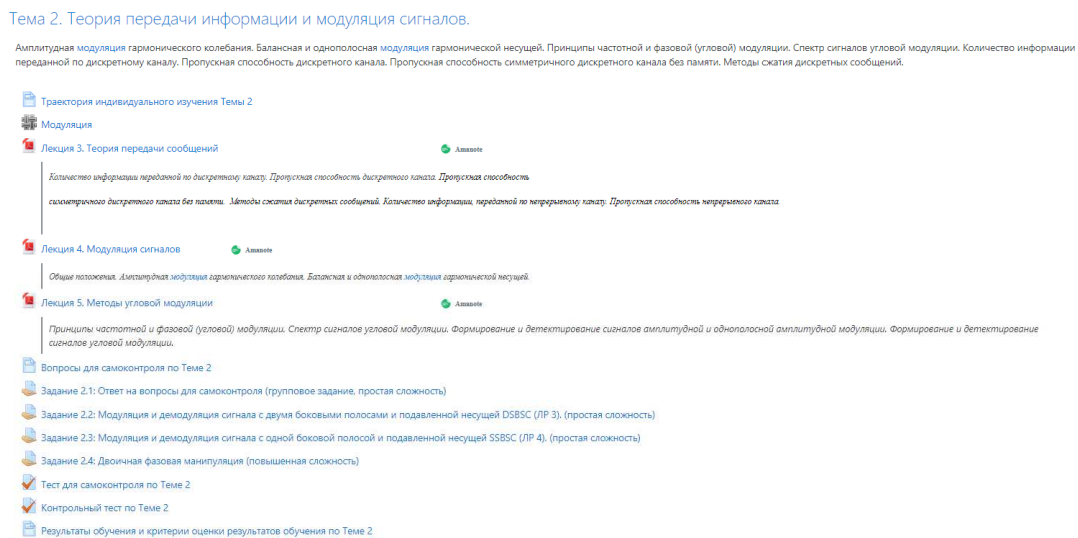 Тема 2. Теория передачи информации и модуляция сигналов.
Амплитудная модуляция гармонического колебания. Балансная и однополосная модуляция гармонической несущей. Принципы частотной и фазовой (угловой) модуляции. Спектр сигналов угловой модуляции. Количество информации
переданной по дискретному каналу. Пропускная способность дискретного канала. Пропускная способность симметричного дискретного канала без памяти. Методы сжатия дискретных сообщений.
Траектория индивидуального изучения Темы 2
Модуляция
Лекция 3. Теория передачи сообщений Amanote
Количество информации переданной по дискретному каналу. Пропускная способность дискретного канала. Пропускная способность
симметричного дискретного канала без памяти. Методы сжатия дискретных сообщений. Количество информации, переданной по непрерывному каналу. Пропускная способность непрерывного канала.
Лекция 4. Модуляция сигналов Amanote
Общие положения. Амплитудная модуляция гармонического колебания. Балансная и однополосная модуляция гармонической несущей.
Лекция 5. Методы угловой модуляции Amanote
Принципы частотной и фазовой (угловой) модуляции. Спектр сигналов угловой модуляции. Формирование и детектирование сигналов амплитудной и однополосной амплитудной модуляции. Формирование и детектирование
сигналов угловой модуляции.
Вопросы для самоконтроля по Теме 2
Задание 2.1: Ответ на вопросы для самоконтроля (групповое задание, простая сложность)
Задание 2.2: Модуляция и демодуляция сигнала с двумя боковыми полосами и подавленной несущей DSBSC (ЛР 3). (простая сложность)
Задание 2.3: Модуляция и демодуляция сигнала с одной боковой полосой и подавленной несущей SSBSC (ЛР 4). (простая сложность)
Задание 2.4: Двоичная фазовая манипуляция (повышенная сложность)
Тест для самоконтроля по Теме 2
Контрольный тест по Теме 2
Результаты обучения и критерии оценки результатов обучения по Теме 2